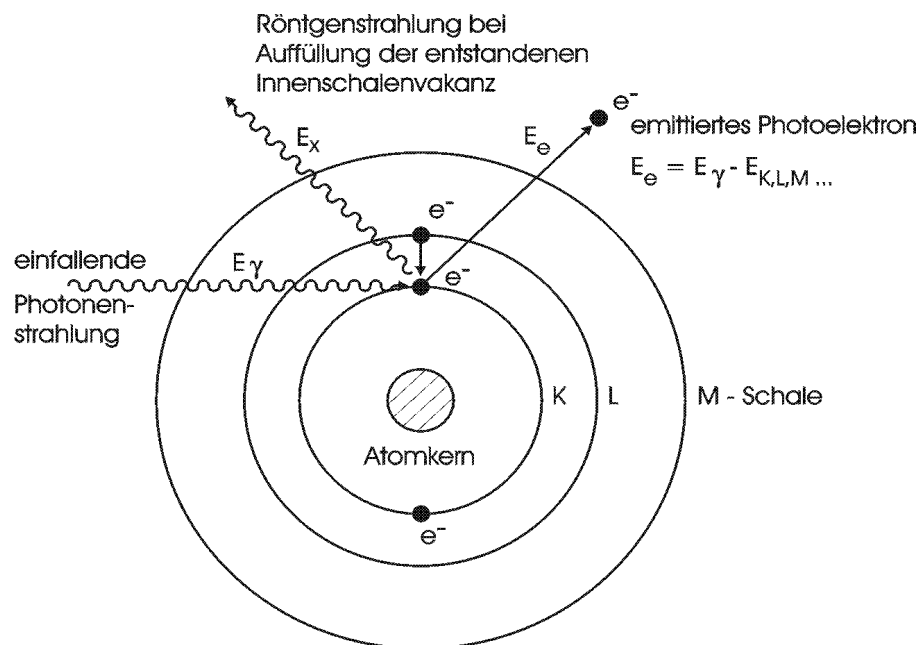 Röntgenstrahlung bei
Auffüllung der entstandenen
Innenschalenvakanz
e⁻
emittiertes Photoelektron
E_e = E_γ - E_K,L,M ...
E_x
E_e
e⁻
einfallende
E_γ
e⁻
Photonen-
strahlung
K
L
M - Schale
Atomkern
e⁻